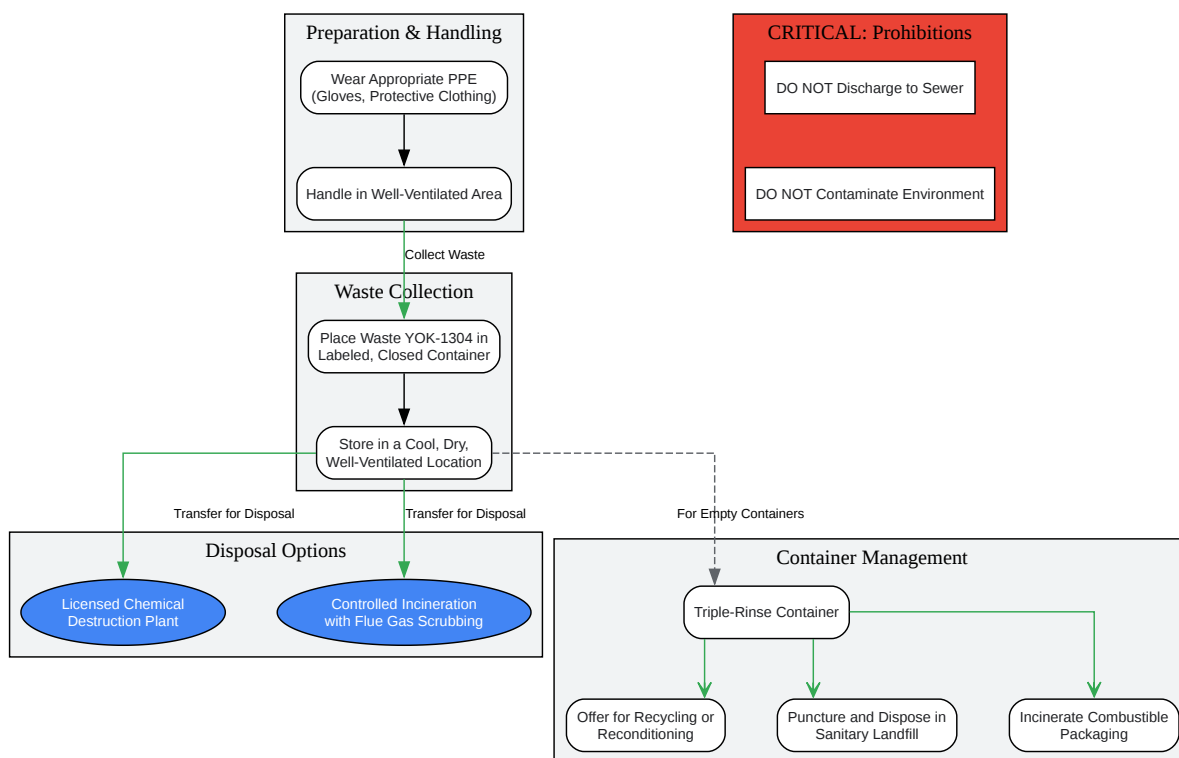 Preparation & Handling
Wear Appropriate PPE
(Gloves, Protective Clothing)
Handle in Well-Ventilated Area
CRITICAL: Prohibitions
DO NOT Discharge to Sewer
DO NOT Contaminate Environment
Collect Waste
Waste Collection
Place Waste YOK-1304 in
Labeled, Closed Container
Store in a Cool, Dry,
Well-Ventilated Location
Transfer for Disposal
Transfer for Disposal
For Empty Containers
Disposal Options
Licensed Chemical
Destruction Plant
Controlled Incineration
with Flue Gas Scrubbing
Container Management
Triple-Rinse Container
Offer for Recycling or
Reconditioning
Puncture and Dispose in
Sanitary Landfill
Incinerate Combustible
Packaging